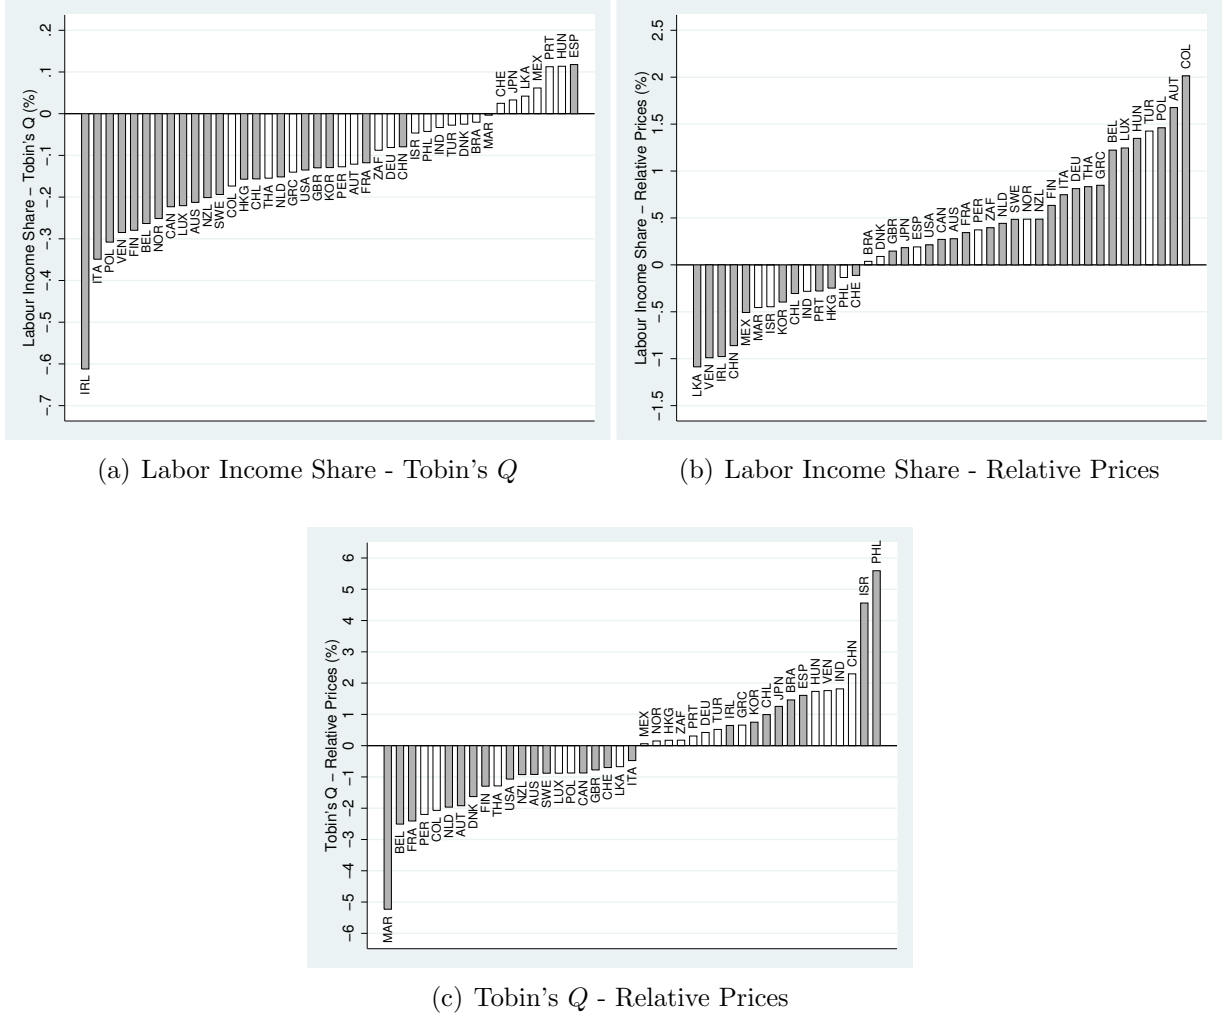 Labour Income Share – Tobin's Q (%)
.2
.1
0
–.1
–.2
–.3
–.4
–.5
–.6
–.7
IRL
ITA
POL
VEN
FIN
BEL
NOR
CAN
LUX
AUS
NZL
SWE
COL
HKG
CHL
THA
NLD
GRC
USA
GBR
KOR
PER
AUT
FRA
ZAF
DEU
CHN
ISR
PHL
IND
TUR
DNK
BRA
MAR
CHE
JPN
LKA
MEX
PRT
HUN
ESP
(a) Labor Income Share - Tobin's Q
Labour Income Share – Relative Prices (%)
2.5
2
1.5
1
.5
0
–.5
–1
–1.5
LKA
VEN
IRL
CHN
MEX
MAR
ISR
KOR
CHL
IND
PRT
HKG
PHL
CHE
BRA
DNK
GBR
JPN
ESP
USA
CAN
AUS
FRA
PER
ZAF
NLD
SWE
NOR
NZL
FIN
ITA
DEU
THA
GRC
BEL
LUX
HUN
TUR
POL
AUT
COL
(b) Labor Income Share - Relative Prices
Tobin's Q – Relative Prices (%)
6
5
4
3
2
1
0
–1
–2
–3
–4
–5
–6
MAR
BEL
FRA
PER
COL
NLD
AUT
DNK
FIN
THA
USA
NZL
AUS
SWE
LUX
POL
CAN
GBR
CHE
LKA
ITA
MEX
NOR
HKG
ZAF
PRT
DEU
TUR
IRL
GRC
KOR
CHL
JPN
BRA
ESP
HUN
VEN
IND
CHN
ISR
PHL
(c) Tobin's Q - Relative Prices